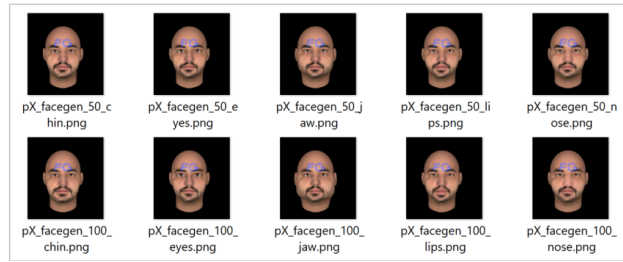 pX_facegen_50_c pX_facegen_50_e pX_facegen_50_j pX_facegen_50_li pX_facegen_50_n
hin.png yes.png aw.png ps.png ose.png
pX_facegen_100_ pX_facegen_100_ pX_facegen_100_ pX_facegen_100_ pX_facegen_100_
chin.png eyes.png jaw.png lips.png nose.png